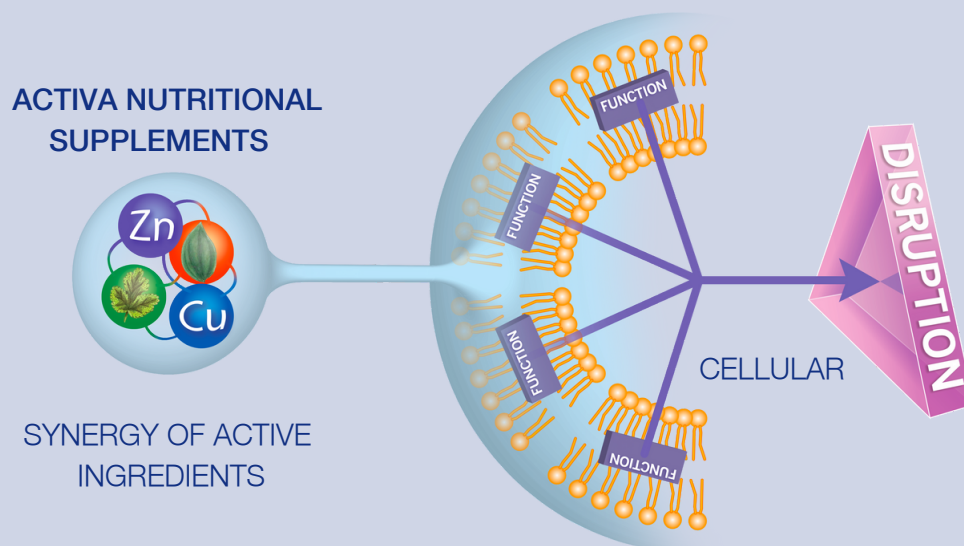 ACTIVA NUTRITIONAL
SUPPLEMENTS
Zn
Cu
SYNERGY OF ACTIVE
INGREDIENTS
FUNCTION
FUNCTION
FUNCTION
FUNCTION
CELLULAR
DISRUPTION